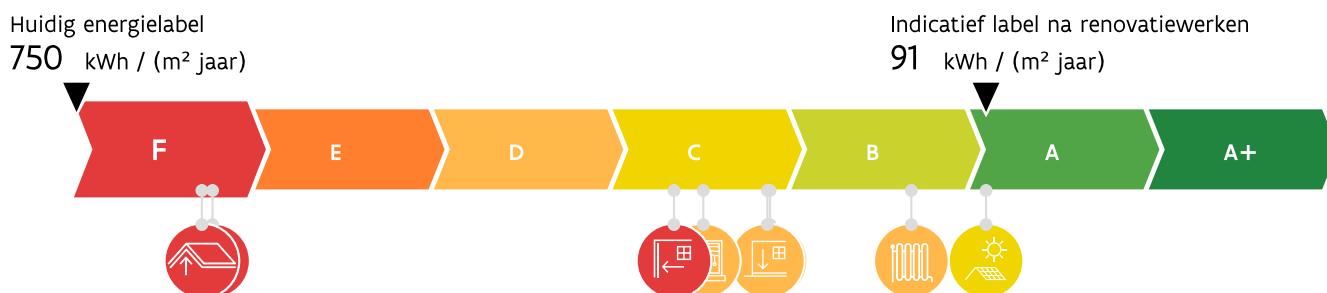 Huidig energielabel
750 kWh / (m² jaar)
Indicatief label na renovatiewerken
91 kWh / (m² jaar)
F E D C B A A+